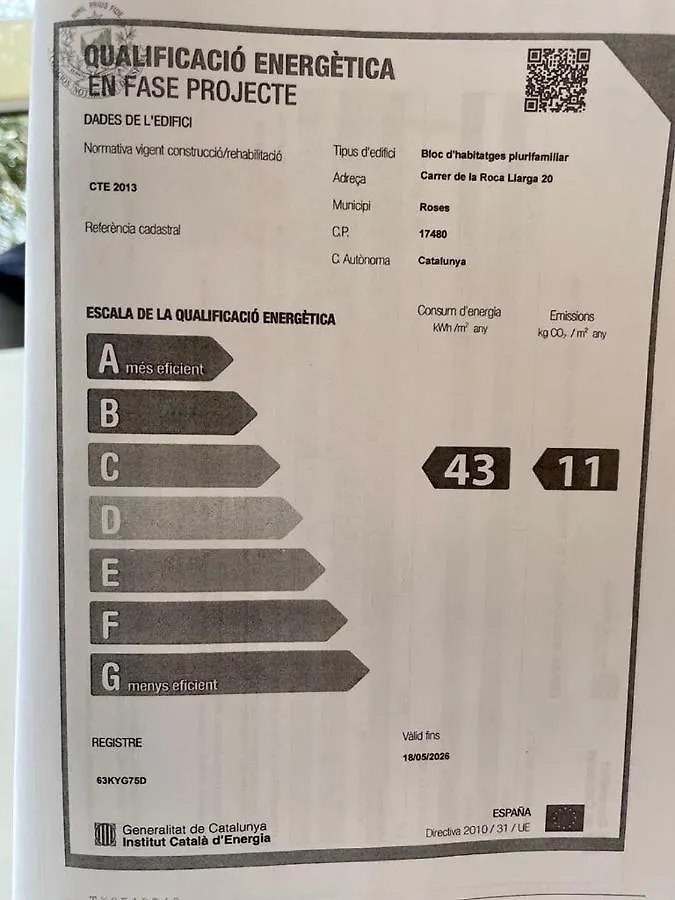 QUALIFICACIÓ ENERGÈTICA
EN FASE PROJECTE
DADES DE L'EDIFICI
Normativa vigent construcció/rehabilitació
CTE 2013
Referència cadastral
Tipus d'edifici Bloc d'habitatges plurifamiliar
Adreça Carrer de la Roca Llarga 20
Municipi Roses
C.P. 17480
C. Autònoma Catalunya
ESCALA DE LA QUALIFICACIÓ ENERGÈTICA
Consum d'energia
kWh /m² any
Emissions
kg CO₂ / m² any
A més eficient
B
C 43 11
D
E
F
G menys eficient
REGISTRE
63KYG75D
Vàlid fins
18/05/2026
Generalitat de Catalunya
Institut Català d'Energia
ESPAÑA
Directiva 2010 / 31 / UE